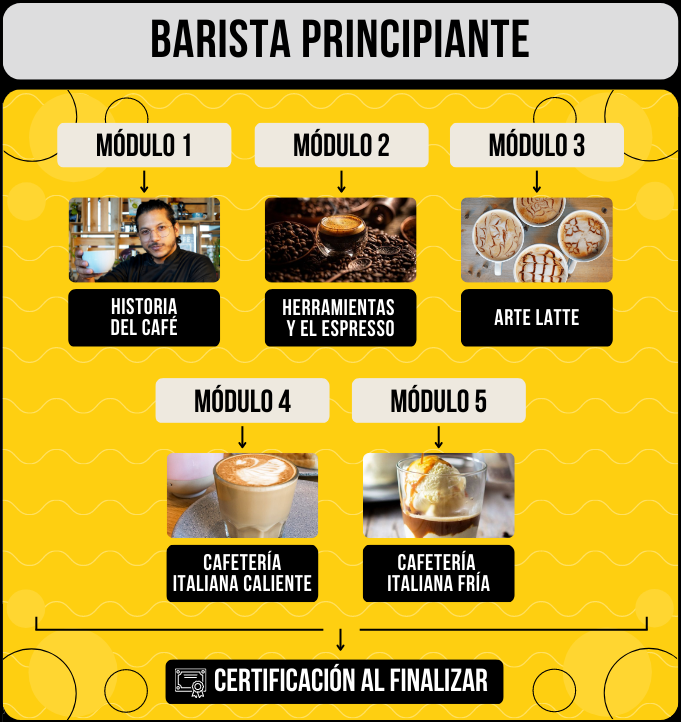 BARISTA PRINCIPIANTE
MÓDULO 1
MÓDULO 2
MÓDULO 3
HISTORIA
DEL CAFÉ
HERRAMIENTAS
Y EL ESPRESSO
ARTE LATTE
MÓDULO 4
MÓDULO 5
CAFETERÍA
ITALIANA CALIENTE
CAFETERÍA
ITALIANA FRÍA
CERTIFICACIÓN AL FINALIZAR